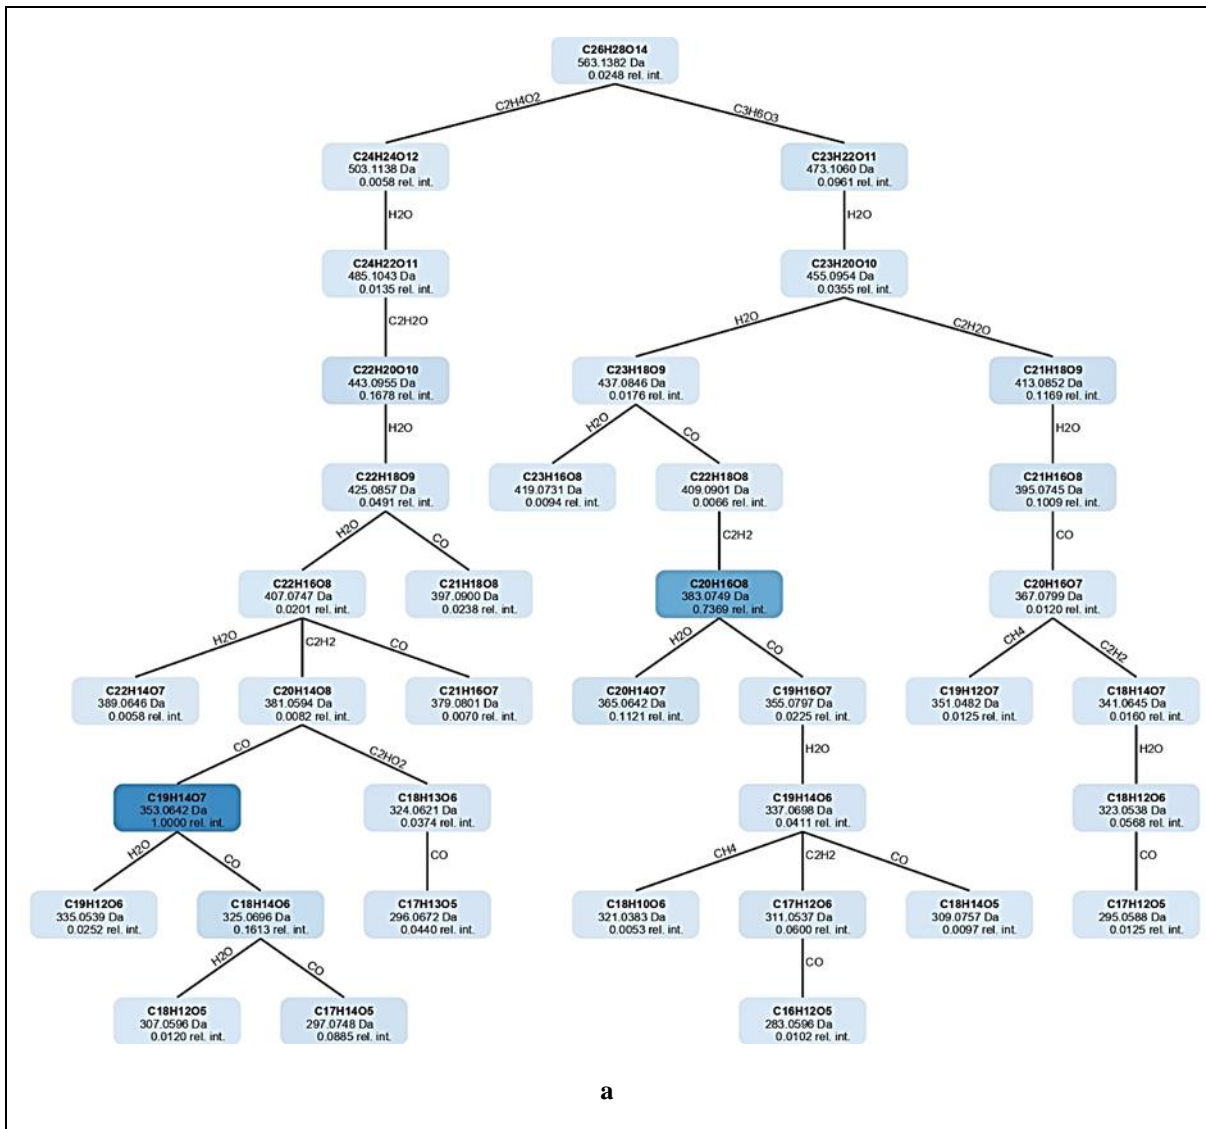 C26H28O14
563.1382 Da
0.0248 rel. int.
C2H4O2
C3H6O3
C24H24O12
503.1138 Da
0.0058 rel. int.
C23H22O11
473.1060 Da
0.0961 rel. int.
H2O
H2O
C24H22O11
485.1043 Da
0.0135 rel. int.
C23H20O10
455.0954 Da
0.0355 rel. int.
C2H2O
H2O
C2H2O
C22H20O10
443.0955 Da
0.1678 rel. int.
C23H18O9
437.0846 Da
0.0176 rel. int.
C21H18O9
413.0852 Da
0.1169 rel. int.
H2O
H2O
CO
H2O
C22H18O9
425.0857 Da
0.0491 rel. int.
C23H16O8
419.0731 Da
0.0094 rel. int.
C22H18O8
409.0901 Da
0.0066 rel. int.
C21H16O8
395.0745 Da
0.1009 rel. int.
H2O
CO
C2H2
CO
C22H16O8
407.0747 Da
0.0201 rel. int.
C21H18O8
397.0900 Da
0.0238 rel. int.
C20H16O8
383.0749 Da
0.7369 rel. int.
C20H16O7
367.0799 Da
0.0120 rel. int.
H2O
C2H2
CO
H2O
CO
CH4
C2H2
C22H14O7
389.0646 Da
0.0058 rel. int.
C20H14O8
381.0594 Da
0.0082 rel. int.
C21H16O7
379.0801 Da
0.0070 rel. int.
C20H14O7
365.0642 Da
0.1121 rel. int.
C19H16O7
355.0797 Da
0.0225 rel. int.
C19H12O7
351.0482 Da
0.0125 rel. int.
C18H14O7
341.0645 Da
0.0160 rel. int.
CO
C2HO2
H2O
H2O
C19H14O7
353.0642 Da
1.0000 rel. int.
C18H13O6
324.0621 Da
0.0374 rel. int.
C19H14O6
337.0698 Da
0.0411 rel. int.
C18H12O6
323.0538 Da
0.0568 rel. int.
H2O
CO
CO
CH4
C2H2
CO
CO
C19H12O6
335.0539 Da
0.0252 rel. int.
C18H14O6
325.0696 Da
0.1613 rel. int.
C17H13O5
296.0672 Da
0.0440 rel. int.
C18H10O6
321.0383 Da
0.0053 rel. int.
C17H12O6
311.0537 Da
0.0600 rel. int.
C18H14O5
309.0757 Da
0.0097 rel. int.
C17H12O5
295.0588 Da
0.0125 rel. int.
H2O
CO
CO
C18H12O5
307.0596 Da
0.0120 rel. int.
C17H14O5
297.0748 Da
0.0885 rel. int.
C16H12O5
283.0596 Da
0.0102 rel. int.
a